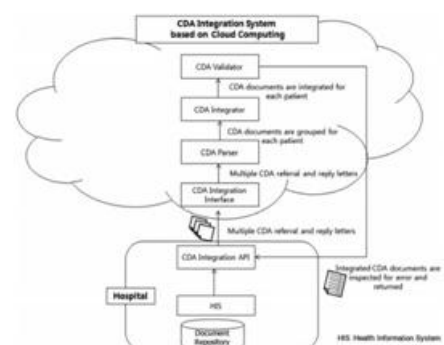 CDA Integration System
based on Cloud Computing
CDA Validator
CDA documents are integrated for
each patient
CDA Integrator
CDA documents are grouped for
each patient
CDA Parser
Multiple CDA referral and reply letters
CDA Integration
Interface
Multiple CDA referral and reply letters
CDA Integration API
Integrated CDA documents are
inspected for error and
returned
Hospital
HIS
Document
Repository
HIS: Health Information System